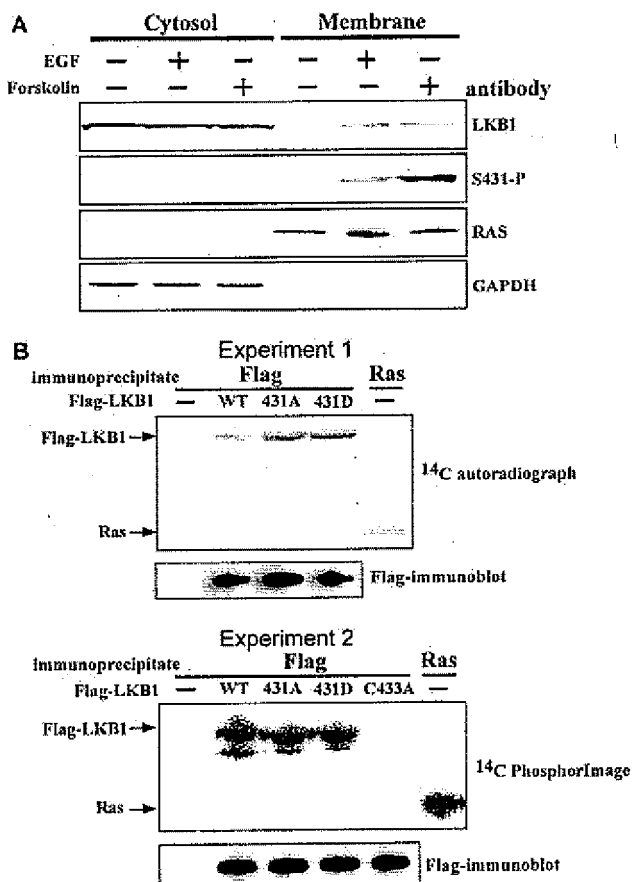 A
Cytosol Membrane
EGF – + – – + –
Forskolin – – + – – + antibody
LKB1
S431-P
RAS
GAPDH
B
Experiment 1
immunoprecipitate Flag Ras
Flag-LKB1 – WT 431A 431D –
Flag-LKB1
14C autoradiograph
Ras
Flag-immunoblot
Experiment 2
immunoprecipitate Flag Ras
Flag-LKB1 – WT 431A 431D C433A –
Flag-LKB1
14C PhosphorImage
Ras
Flag-immunoblot